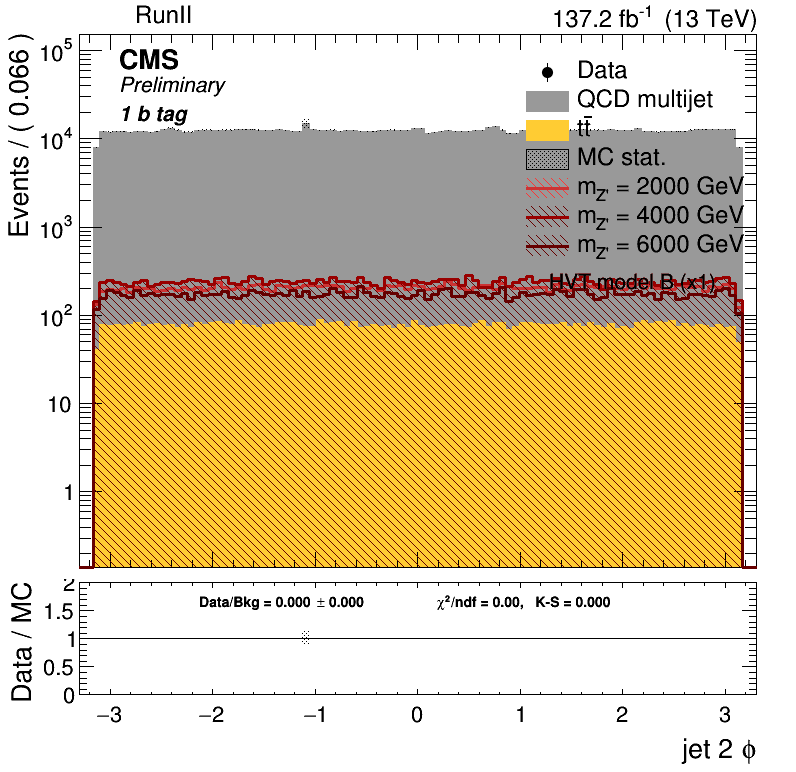 RunII 137.2 fb⁻¹ (13 TeV)
Events / ( 0.066 )
10⁵
10⁴
10³
10²
10
1
CMS
Preliminary
1 b tag
Data
QCD multijet
tt̄
MC stat.
m_Z' = 2000 GeV
m_Z' = 4000 GeV
m_Z' = 6000 GeV
HVT model B (x1)
Data / MC
2
1.5
1
0.5
0
Data/Bkg = 0.000 ± 0.000 χ²/ndf = 0.00, K-S = 0.000
−3 −2 −1 0 1 2 3
jet 2 ϕ